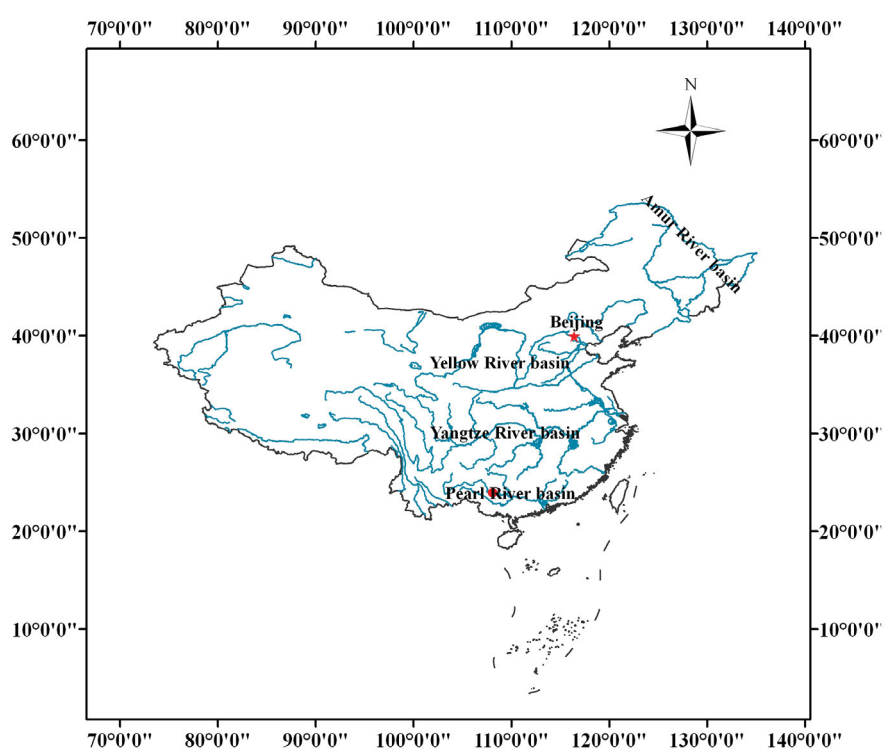 70°0'0'' 80°0'0'' 90°0'0'' 100°0'0'' 110°0'0'' 120°0'0'' 130°0'0'' 140°0'0''
N
60°0'0'' 60°0'0''
Amur River basin
50°0'0'' 50°0'0''
Beijing
40°0'0'' 40°0'0''
Yellow River basin
Yangtze River basin
30°0'0'' 30°0'0''
Pearl River basin
20°0'0'' 20°0'0''
10°0'0'' 10°0'0''
70°0'0'' 80°0'0'' 90°0'0'' 100°0'0'' 110°0'0'' 120°0'0'' 130°0'0'' 140°0'0''